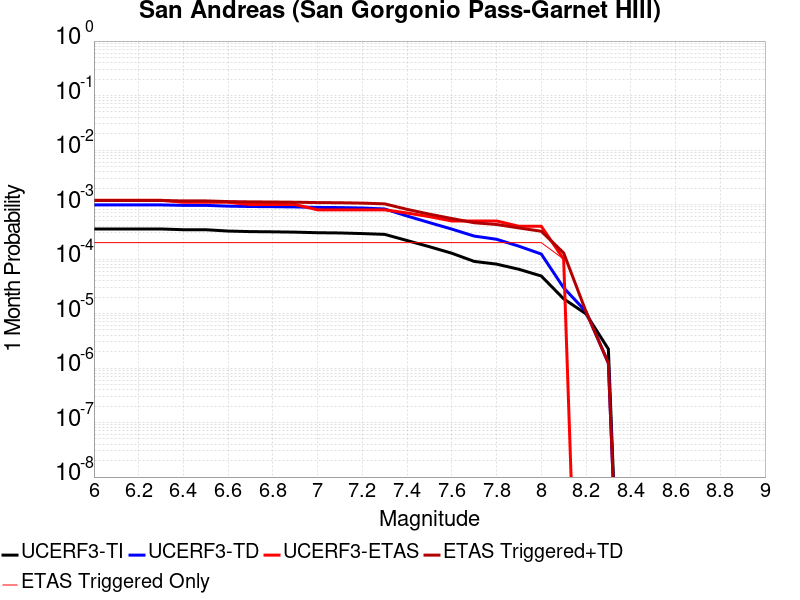 San Andreas (San Gorgonio Pass-Garnet HIll)
10^0
10^-1
10^-2
10^-3
10^-4
10^-5
10^-6
10^-7
10^-8
1 Month Probability
6 6.2 6.4 6.6 6.8 7 7.2 7.4 7.6 7.8 8 8.2 8.4 8.6 8.8 9
Magnitude
UCERF3-TI UCERF3-TD UCERF3-ETAS ETAS Triggered+TD
ETAS Triggered Only